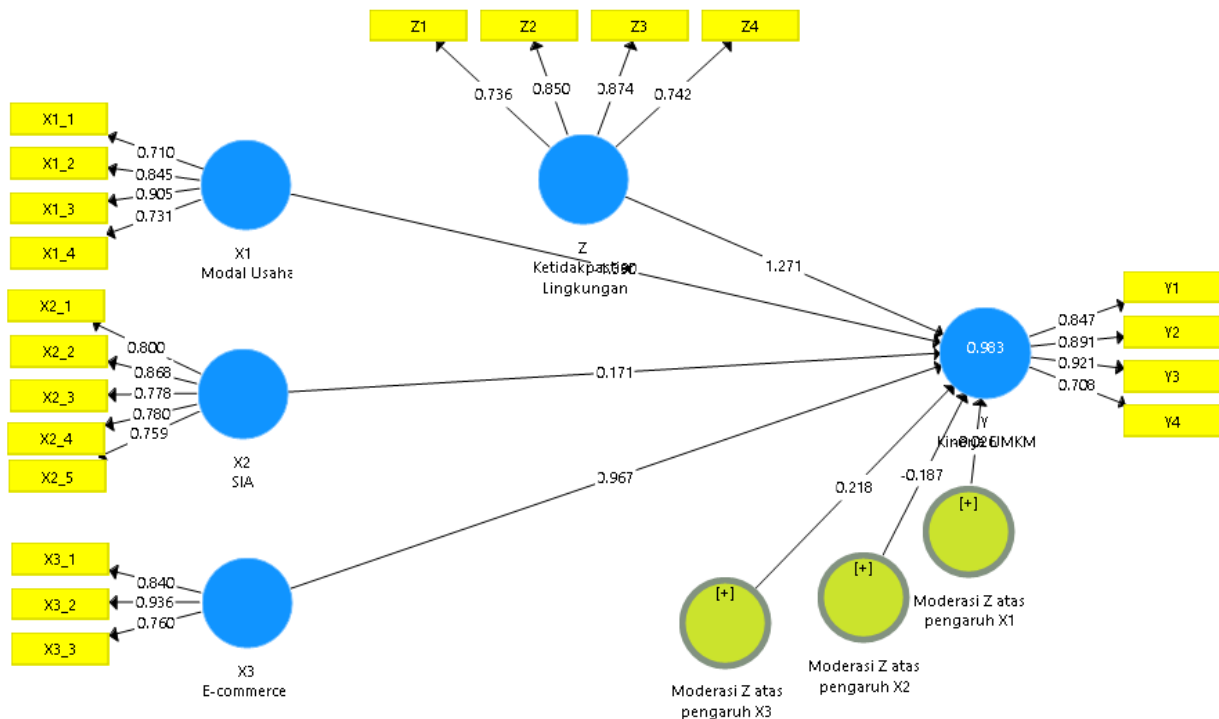 Z1
Z2
Z3
Z4
0.736
0.850
0.874
0.742
X1_1
X1_2
X1_3
X1_4
0.710
0.845
0.905
0.731
X1
Modal Usaha
Z
Lingkungan
1.271
X2_1
X2_2
X2_3
X2_4
X2_5
0.800
0.868
0.778
0.780
0.759
X2
SIA
0.171
0.983
Y
UMKM
Y1
Y2
Y3
Y4
0.847
0.891
0.921
0.708
X3_1
X3_2
X3_3
0.840
0.936
0.760
X3
E-commerce
0.967
0.218
-0.187
[+]
Moderasi Z atas
pengaruh X1
[+]
Moderasi Z atas
pengaruh X2
[+]
Moderasi Z atas
pengaruh X3